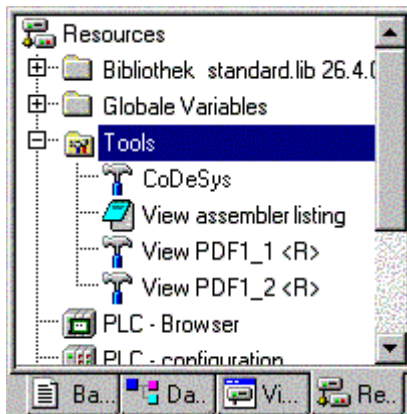 Resources
Bibliothek standard.lib 26.4.0
Globale Variables
Tools
CoDeSys
View assembler listing
View PDF1_1 <R>
View PDF1_2 <R>
PLC - Browser
PLC - configuration
Ba... Da.. Vi... Re..